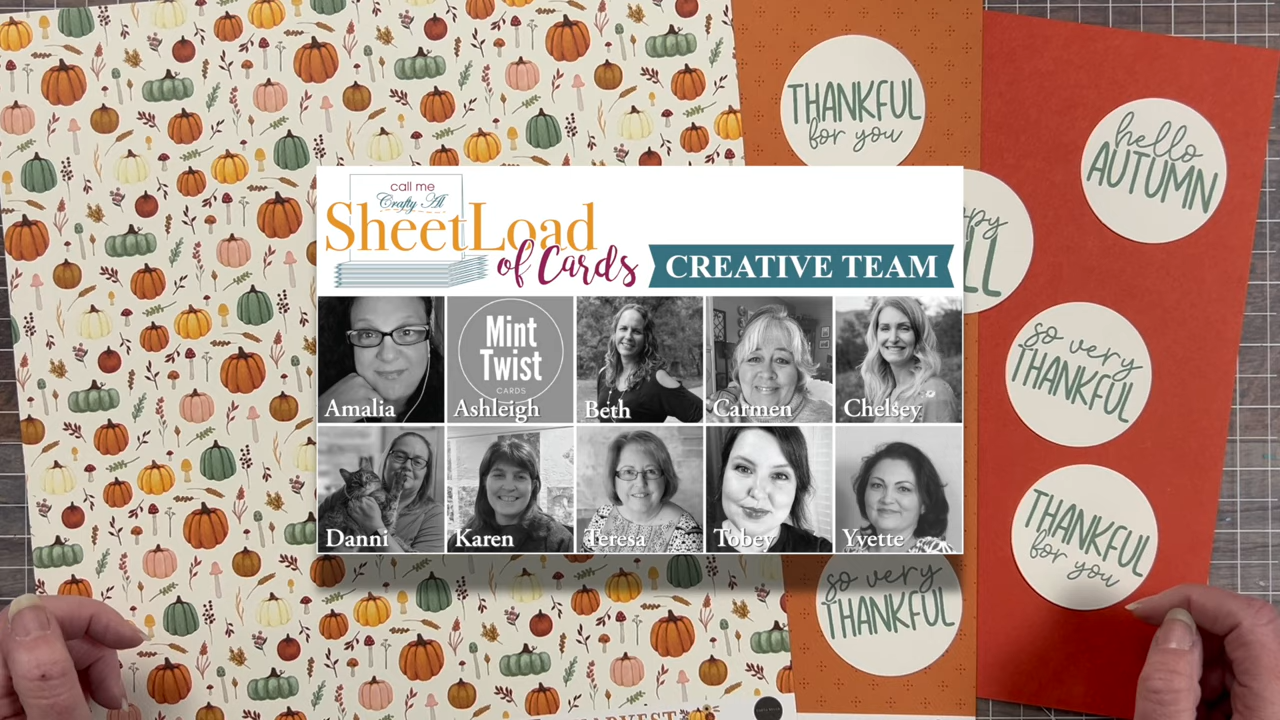 THANKFUL
for you
hello
AUTUMN
call me
Crafty Al
SheetLoad
of Cards
CREATIVE TEAM
so very
THANKFUL
Mint
Twist
CARDS
Amalia
Ashleigh
Beth
Carmen
Chelsey
THANKFUL
for you
Danni
Karen
Teresa
Tobey
Yvette
so very
THANKFUL
HARVEST